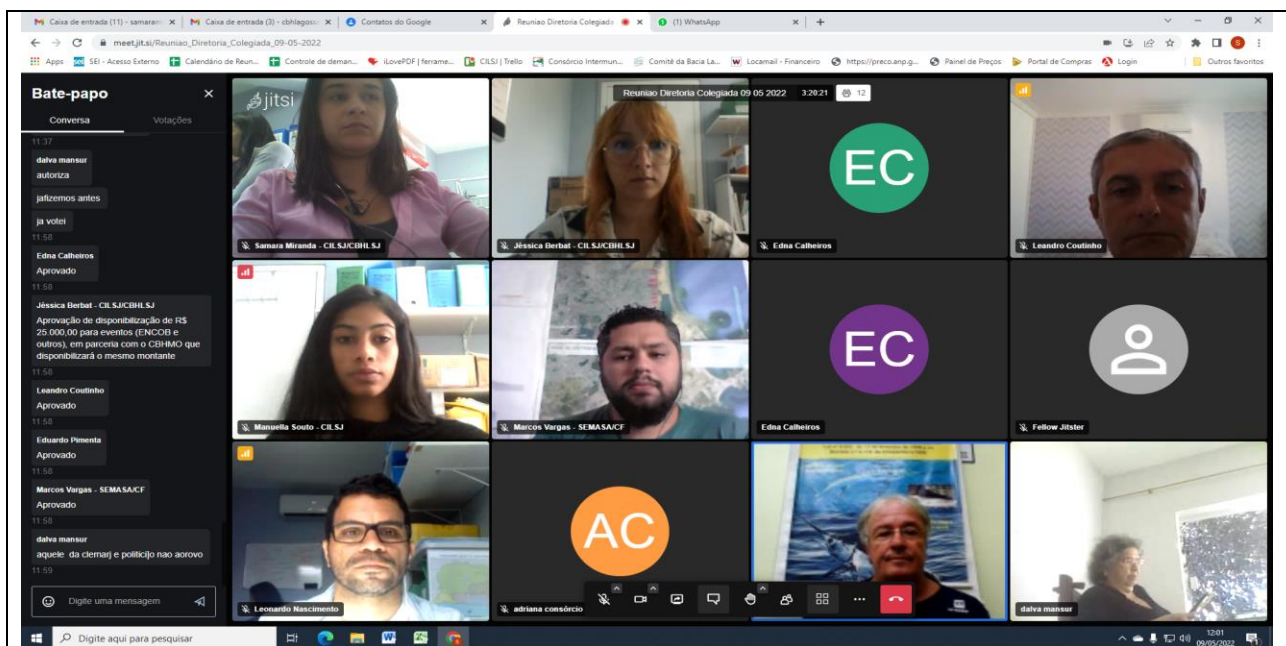 Caixa de entrada (11) - samaram
Caixa de entrada (3) - cbhlagoss
Contatos do Google
Reuniao Diretoria Colegiada
(1) WhatsApp
meet.jit.si/Reuniao_Diretoria_Colegiada_09-05-2022
S
Apps
SEI - Acesso Externo
Calendário de Reun...
Controle de deman...
iLovePDF | ferrame...
CILSJ | Trello
Consórcio Intermun...
Comitê da Bacia La...
Locamail - Financeiro
https://preco.anp.g...
Painel de Preços
Portal de Compras
Login
Outros favoritos
Bate-papo
Conversa
Votações
11:37
dalva mansur
autoriza
jafizemos antes
ja votei
11:58
Edna Calheiros
Aprovado
11:58
Jéssica Berbat - CILSJ/CBHLSJ
Aprovação de disponibilização de R$
25.000,00 para eventos (ENCOB e
outros), em parceria com o CBHMO que
disponibilizará o mesmo montante
11:58
Leandro Coutinho
Aprovado
11:58
Eduardo Pimenta
Aprovado
11:58
Marcos Vargas - SEMASA/CF
Aprovado
11:58
dalva mansur
aquele da clemarj e politicijo nao aorovo
11:59
Digite uma mensagem
jitsi
Reuniao Diretoria Colegiada 09 05 2022
3:20:21
12
Samara Miranda - CILSJ/CBHLSJ
Jéssica Berbat - CILSJ/CBHLSJ
EC
Edna Calheiros
Leandro Coutinho
Manuella Souto - CILSJ
Marcos Vargas - SEMASA/CF
EC
Edna Calheiros
Fellow Jitster
Leonardo Nascimento
AC
adriana consórcio
dalva mansur
Digite aqui para pesquisar
12:01
09/05/2022